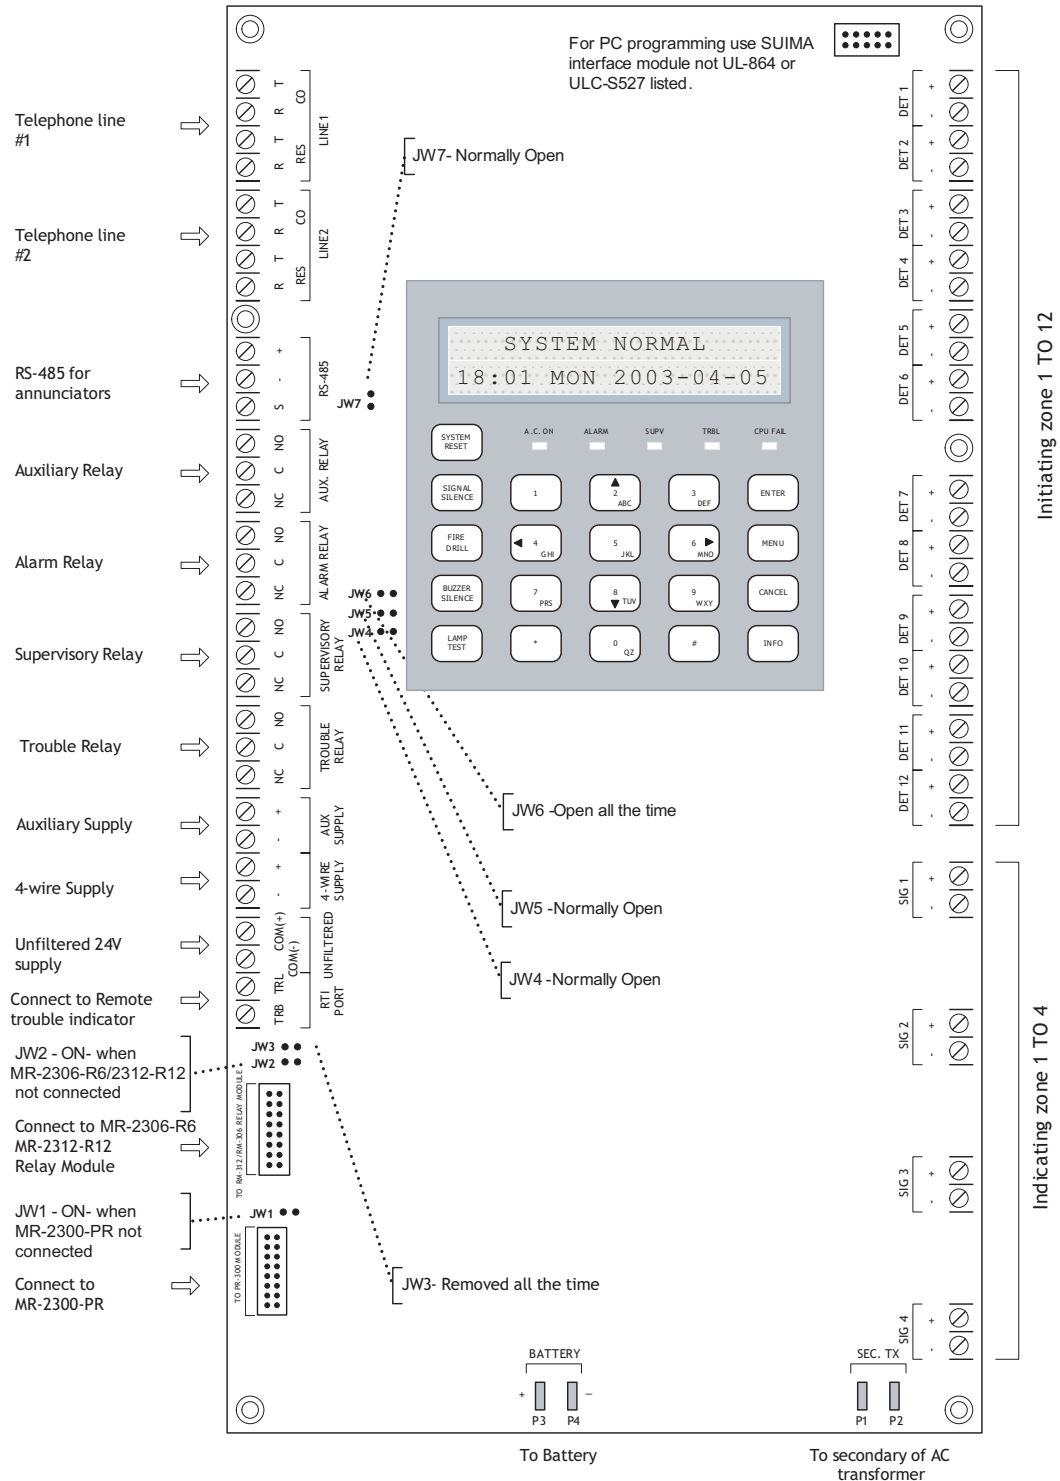 For PC programming use SUIMA
interface module not UL-864 or
ULC-S527 listed.
Telephone line
#1
T
R
T
R
CO
RES
LINE1
Telephone line
#2
T
R
T
R
CO
RES
LINE2
RS-485 for
annunciators
+
-
S
RS-485
JW7
JW7- Normally Open
Auxiliary Relay
NO
C
NC
AUX. RELAY
Alarm Relay
NO
C
NC
ALARM RELAY
JW6
JW5
JW4
Supervisory Relay
NO
C
NC
SUPERVISORY
RELAY
Trouble Relay
NO
C
NC
TROUBLE
RELAY
Auxiliary Supply
+
-
AUX
SUPPLY
4-wire Supply
+
-
4-WIRE
SUPPLY
Unfiltered 24V
supply
COM(+)
COM(-)
UNFILTERED
Connect to Remote
trouble indicator
TRL
TRB
RTI
PORT
JW3
JW2
JW2 - ON- when
MR-2306-R6/2312-R12
not connected
Connect to MR-2306-R6
MR-2312-R12
Relay Module
TO RM-312/RM-306 RELAY MODULE
JW1 - ON- when
MR-2300-PR not
connected
JW1
Connect to
MR-2300-PR
TO PR-300 MODULE
SYSTEM NORMAL
18:01 MON 2003-04-05
SYSTEM
RESET
A.C. ON
ALARM
SUPV
TRBL
CPU FAIL
SIGNAL
SILENCE
1
2
ABC
3
DEF
ENTER
FIRE
DRILL
4
GHI
5
JKL
6
MNO
MENU
BUZZER
SILENCE
7
PRS
8
TUV
9
WXY
CANCEL
LAMP
TEST
*
0
QZ
#
INFO
JW6 -Open all the time
JW5 -Normally Open
JW4 -Normally Open
JW3- Removed all the time
DET 1
+
-
DET 2
+
-
DET 3
+
-
DET 4
+
-
DET 5
+
-
DET 6
+
-
DET 7
+
-
DET 8
+
-
DET 9
+
-
DET 10
+
-
DET 11
+
-
DET 12
+
-
Initiating zone 1 TO 12
SIG 1
+
-
SIG 2
+
-
SIG 3
+
-
SIG 4
+
-
Indicating zone 1 TO 4
BATTERY
+
–
P3
P4
To Battery
SEC. TX
P1
P2
To secondary of AC
transformer